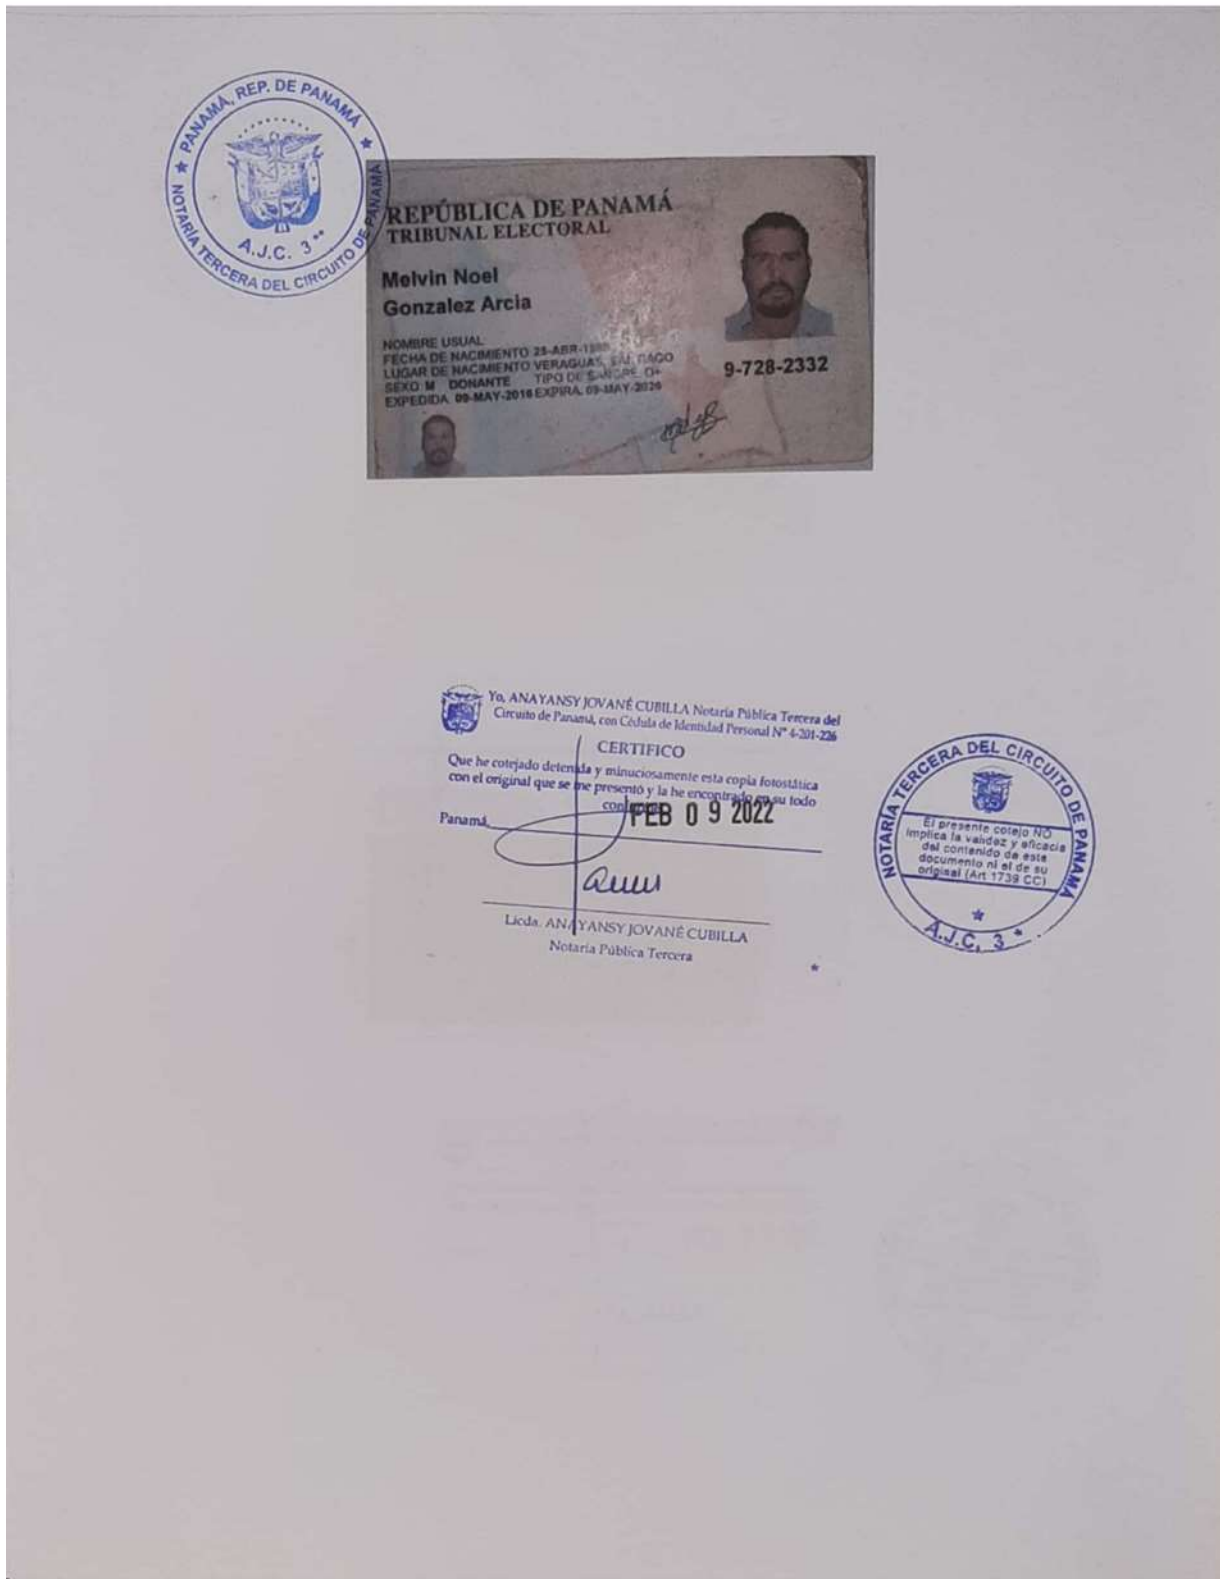 ★ PANAMÁ, REP. DE PANAMÁ ★
NOTARÍA TERCERA DEL CIRCUITO DE PANAMÁ
A.J.C. 3 **
REPÚBLICA DE PANAMÁ
TRIBUNAL ELECTORAL
Melvin Noel
Gonzalez Arcia
NOMBRE USUAL
FECHA DE NACIMIENTO
LUGAR DE NACIMIENTO VERAGUAS,
SEXO M DONANTE TIPO DE SANGRE O+
EXPEDIDA 09-MAY-2016 EXPIRA 09-MAY-2026
9-728-2332
Yo, ANAYANSY JOVANÉ CUBILLA Notaria Pública Tercera del
Circuito de Panamá, con Cédula de Identidad Personal N° 4-201-226
CERTIFICO
Que he cotejado detenida y minuciosamente esta copia fotostática
con el original que se me presentó y la he encontrado en su todo
Panamá,
FEB 09 2022
Licda. ANAYANSY JOVANÉ CUBILLA
Notaria Pública Tercera
★
NOTARÍA TERCERA DEL CIRCUITO DE PANAMÁ
El presente cotejo NO
implica la validez y eficacia
del contenido de este
documento ni el de su
original (Art 1739 CC)
★
A.J.C. 3 *